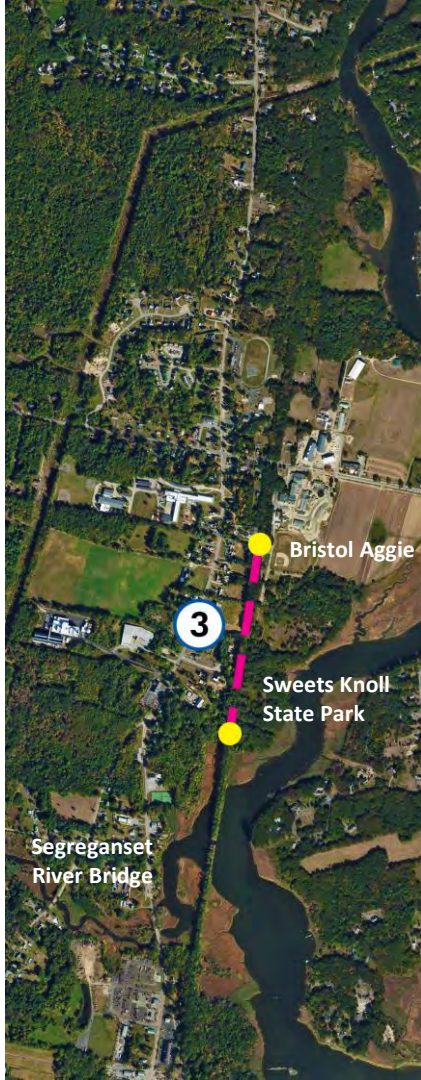 Bristol Aggie
3
Sweets Knoll
State Park
Segreganset
River Bridge